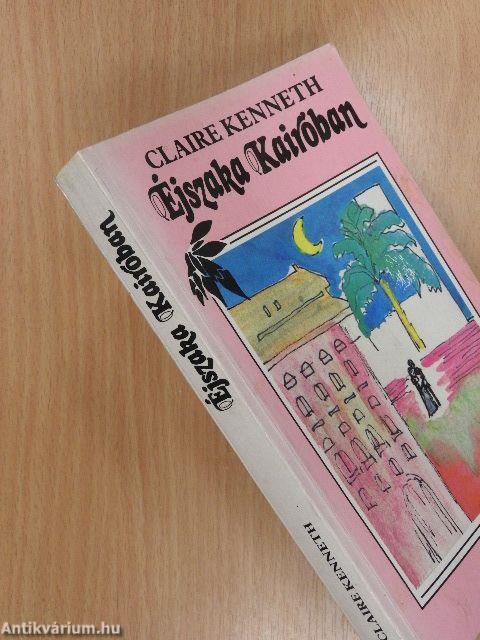 CLAIRE KENNETH
Éjszaka Kairóban
Éjszaka Kairóban
CLAIRE KENNETH
Antikvárium.hu